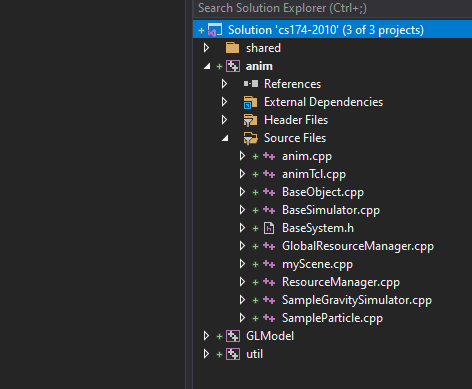 Search Solution Explorer (Ctrl+;)
Solution 'cs174-2010' (3 of 3 projects)
shared
anim
References
External Dependencies
Header Files
Source Files
anim.cpp
animTcl.cpp
BaseObject.cpp
BaseSimulator.cpp
BaseSystem.h
GlobalResourceManager.cpp
myScene.cpp
ResourceManager.cpp
SampleGravitySimulator.cpp
SampleParticle.cpp
GLModel
util